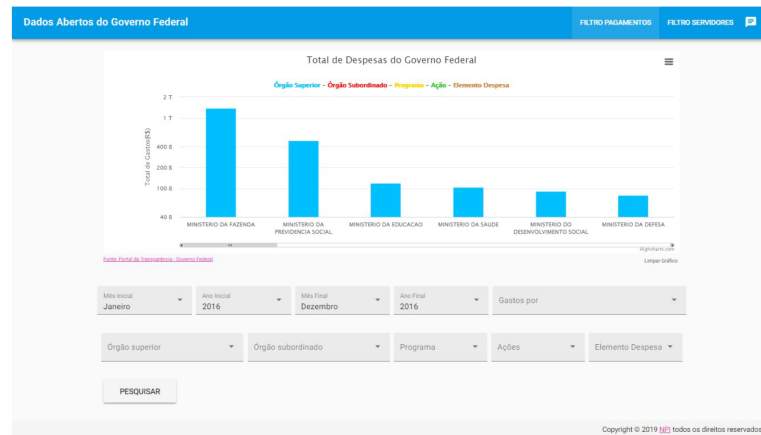 Dados Abertos do Governo Federal
FILTRO PAGAMENTOS
FILTRO SERVIDORES
Total de Despesas do Governo Federal
Órgão Superior - Órgão Subordinado - Programa - Ação - Elemento Despesa
Total de Gastos(R$)
2 T
1 T
400 B
200 B
100 B
40 B
MINISTERIO DA FAZENDA
MINISTERIO DA
PREVIDENCIA SOCIAL
MINISTERIO DA EDUCACAO
MINISTERIO DA SAUDE
MINISTERIO DO
DESENVOLVIMENTO SOCIAL
MINISTERIO DA DEFESA
Highcharts.com
Fonte: Portal da Transparência - Governo Federal
Limpar Gráfico
Mês Inicial
Janeiro
Ano Inicial
2016
Mês Final
Dezembro
Ano Final
2016
Gastos por
Órgão superior
Órgão subordinado
Programa
Ações
Elemento Despesa
PESQUISAR
Copyright © 2019 NPI todos os direitos reservados